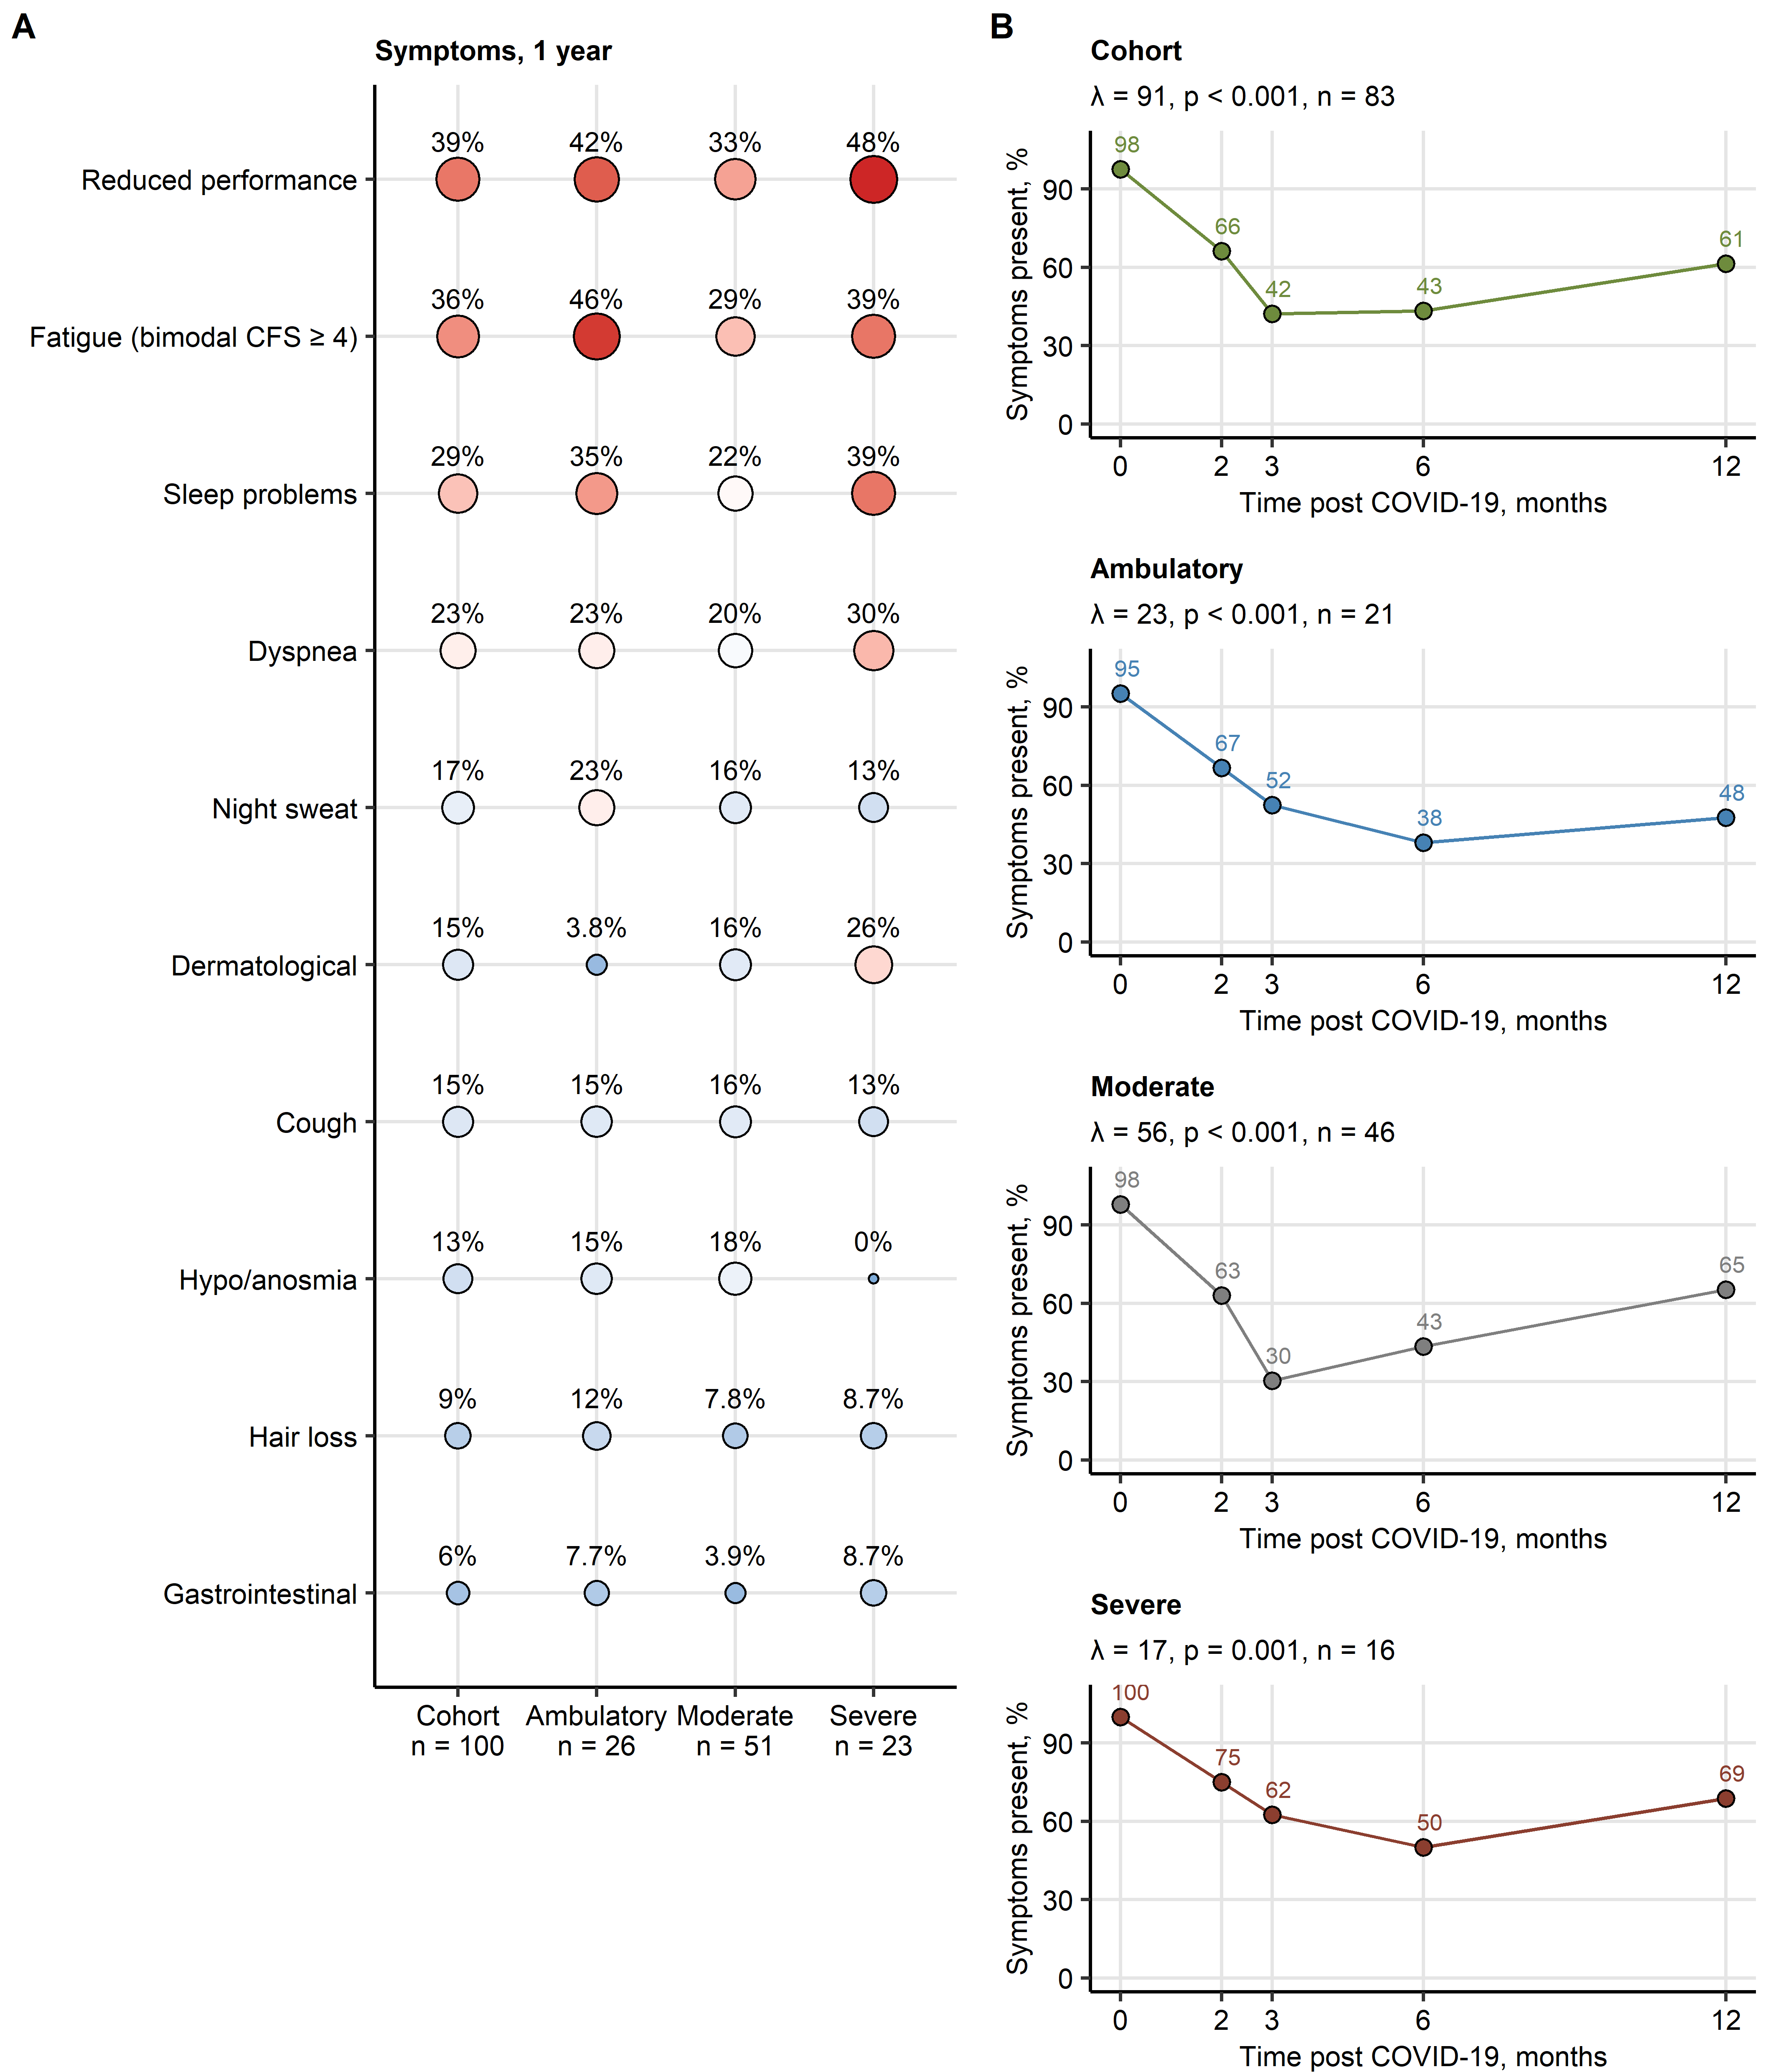 A
Symptoms, 1 year
39% 42% 33% 48%
Reduced performance
36% 46% 29% 39%
Fatigue (bimodal CFS ≥ 4)
29% 35% 22% 39%
Sleep problems
23% 23% 20% 30%
Dyspnea
17% 23% 16% 13%
Night sweat
15% 3.8% 16% 26%
Dermatological
15% 15% 16% 13%
Cough
13% 15% 18% 0%
Hypo/anosmia
9% 12% 7.8% 8.7%
Hair loss
6% 7.7% 3.9% 8.7%
Gastrointestinal
Cohort Ambulatory Moderate Severe
n = 100 n = 26 n = 51 n = 23
B
Cohort
λ = 91, p < 0.001, n = 83
Symptoms present, %
90
60
30
0
98
66
42
43
61
0 2 3 6 12
Time post COVID-19, months
Ambulatory
λ = 23, p < 0.001, n = 21
Symptoms present, %
90
60
30
0
95
67
52
38
48
0 2 3 6 12
Time post COVID-19, months
Moderate
λ = 56, p < 0.001, n = 46
Symptoms present, %
90
60
30
0
98
63
30
43
65
0 2 3 6 12
Time post COVID-19, months
Severe
λ = 17, p = 0.001, n = 16
Symptoms present, %
90
60
30
0
100
75
62
50
69
0 2 3 6 12
Time post COVID-19, months